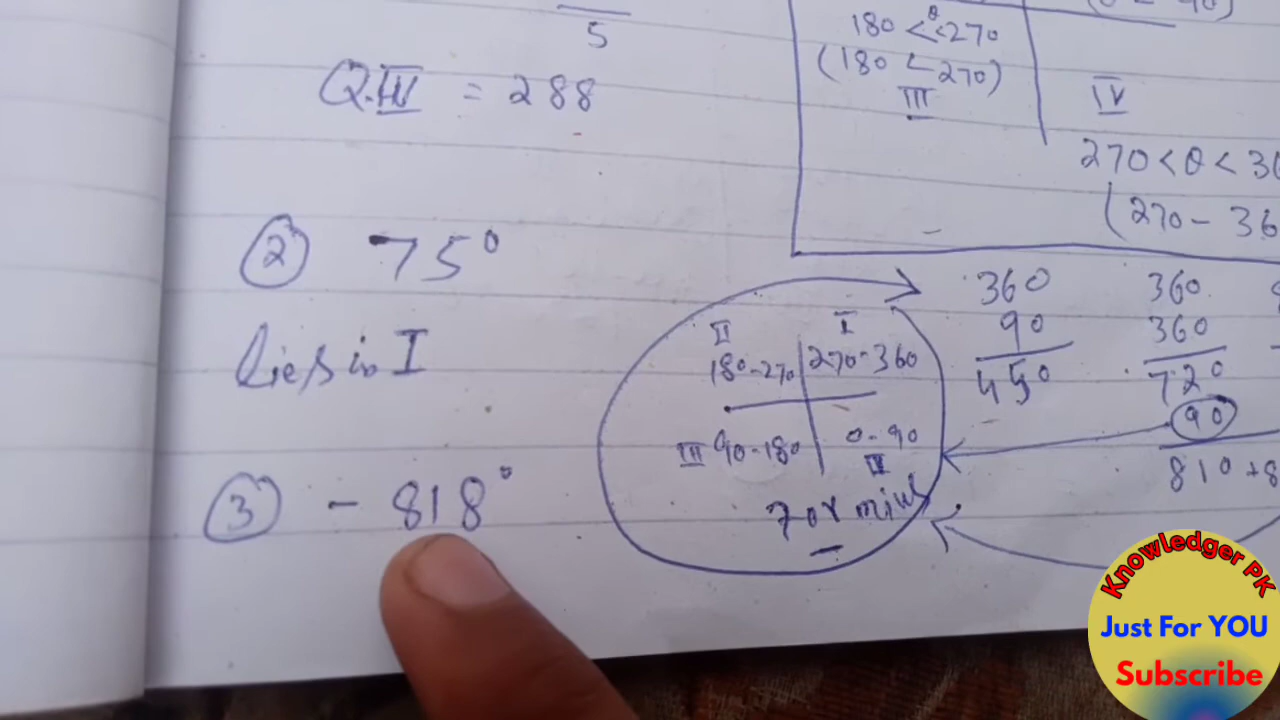 5
Q.IV = 288
180 < θ < 270
(180 < 270)
III
IV
270 < θ < 36
(270 - 36
② 75°
lies in I
③ - 818°
II
I
180-270
270-360
III 90-180
0-90
IV
7 or minus
360
90
450
360
360
720
90
810 + 8
Knowledger PK
Just For YOU
Subscribe